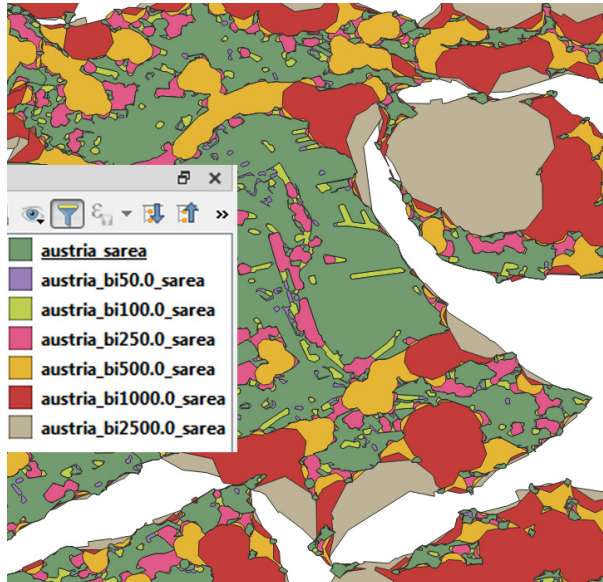 austria_sarea
austria_bi50.0_sarea
austria_bi100.0_sarea
austria_bi250.0_sarea
austria_bi500.0_sarea
austria_bi1000.0_sarea
austria_bi2500.0_sarea